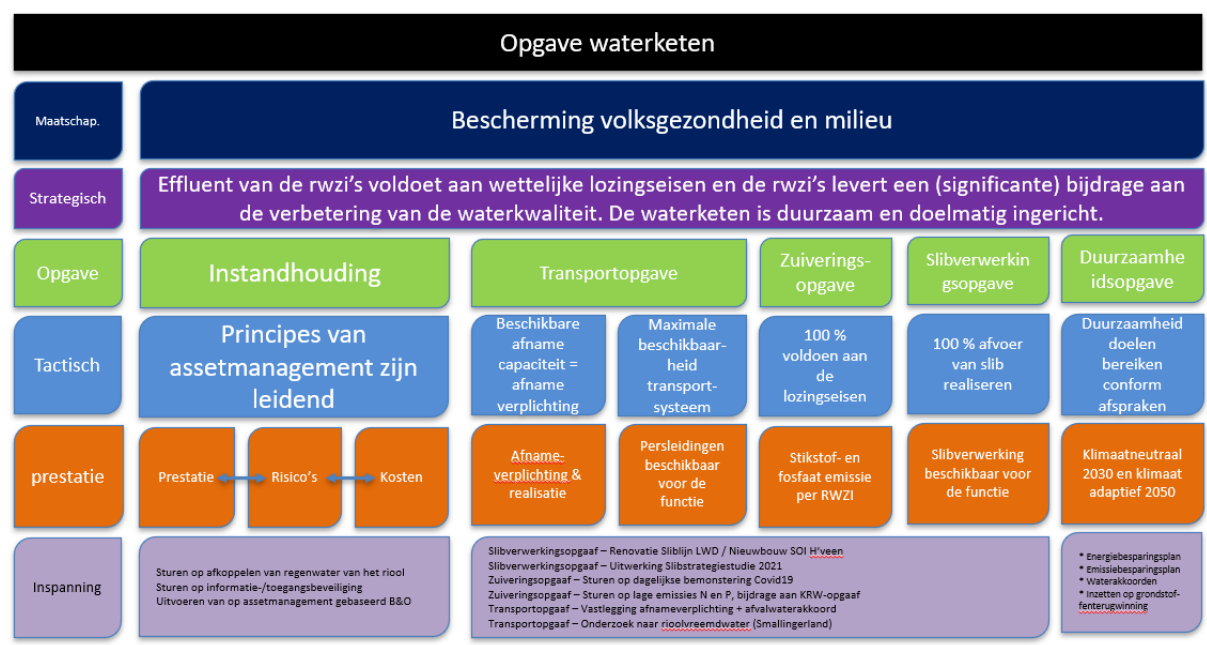 Opgave waterketen
Maatschap.
Bescherming volksgezondheid en milieu
Strategisch
Effluent van de rwzi's voldoet aan wettelijke lozingseisen en de rwzi's levert een (significante) bijdrage aan
de verbetering van de waterkwaliteit. De waterketen is duurzaam en doelmatig ingericht.
Opgave
Instandhouding
Transportopgave
Zuiverings-
opgave
Slibverwerkin
gsopgave
Duurzaamhe
idsopgave
Tactisch
Principes van
assetmanagement zijn
leidend
Beschikbare
afname
capaciteit =
afname
verplichting
Maximale
beschikbaar-
heid
transport-
systeem
100 %
voldoen aan
de
lozingseisen
100 % afvoer
van slib
realiseren
Duurzaamheid
doelen
bereiken
conform
afspraken
prestatie
Prestatie
Risico's
Kosten
Afname-
verplichting &
realisatie
Persleidingen
beschikbaar
voor de
functie
Stikstof- en
fosfaat emissie
per RWZI
Slibverwerking
beschikbaar voor
de functie
Klimaatneutraal
2030 en klimaat
adaptief 2050
Inspanning
Sturen op afkoppelen van regenwater van het riool
Sturen op informatie-/toegangsbeveiliging
Uitvoeren van op assetmanagement gebaseerd B&O
Slibverwerkingsopgaaf – Renovatie Sliblijn LWD / Nieuwbouw SOI H'veen
Slibverwerkingsopgaaf – Uitwerking Slibstrategiestudie 2021
Zuiveringsopgaaf – Sturen op dagelijkse bemonstering Covid19
Zuiveringsopgaaf – Sturen op lage emissies N en P, bijdrage aan KRW-opgaaf
Transportopgaaf – Vastlegging afnameverplichting + afvalwaterakkoord
Transportopgaaf – Onderzoek naar rioolvreemdwater (Smallingerland)
* Energiebesparingsplan
* Emissiebesparingsplan
* Waterakkoorden
* Inzetten op grondstof-
fenterugwinning